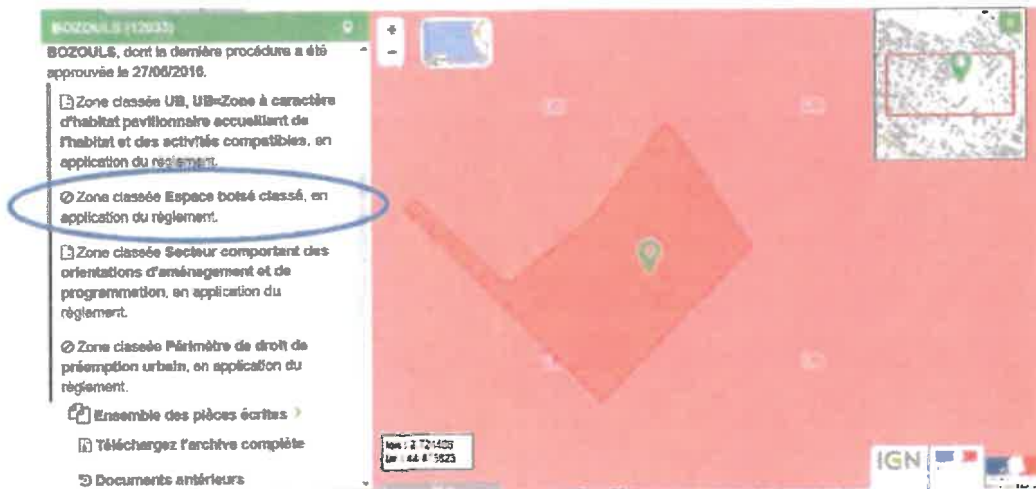 BOZOULS (12033)
BOZOULS, dont la dernière procédure a été
approuvée le 27/06/2016.
Zone classée UB, UB=Zone à caractère
d'habitat pavillonnaire accueillant de
l'habitat et des activités compatibles, en
application du règlement.
Zone classée Espace boisé classé, en
application du règlement.
Zone classée Secteur comportant des
orientations d'aménagement et de
programmation, en application du
règlement.
Zone classée Périmètre de droit de
préemption urbain, en application du
règlement.
Ensemble des pièces écrites >
Téléchargez l'archive complète
Documents antérieurs
+
-
IGN